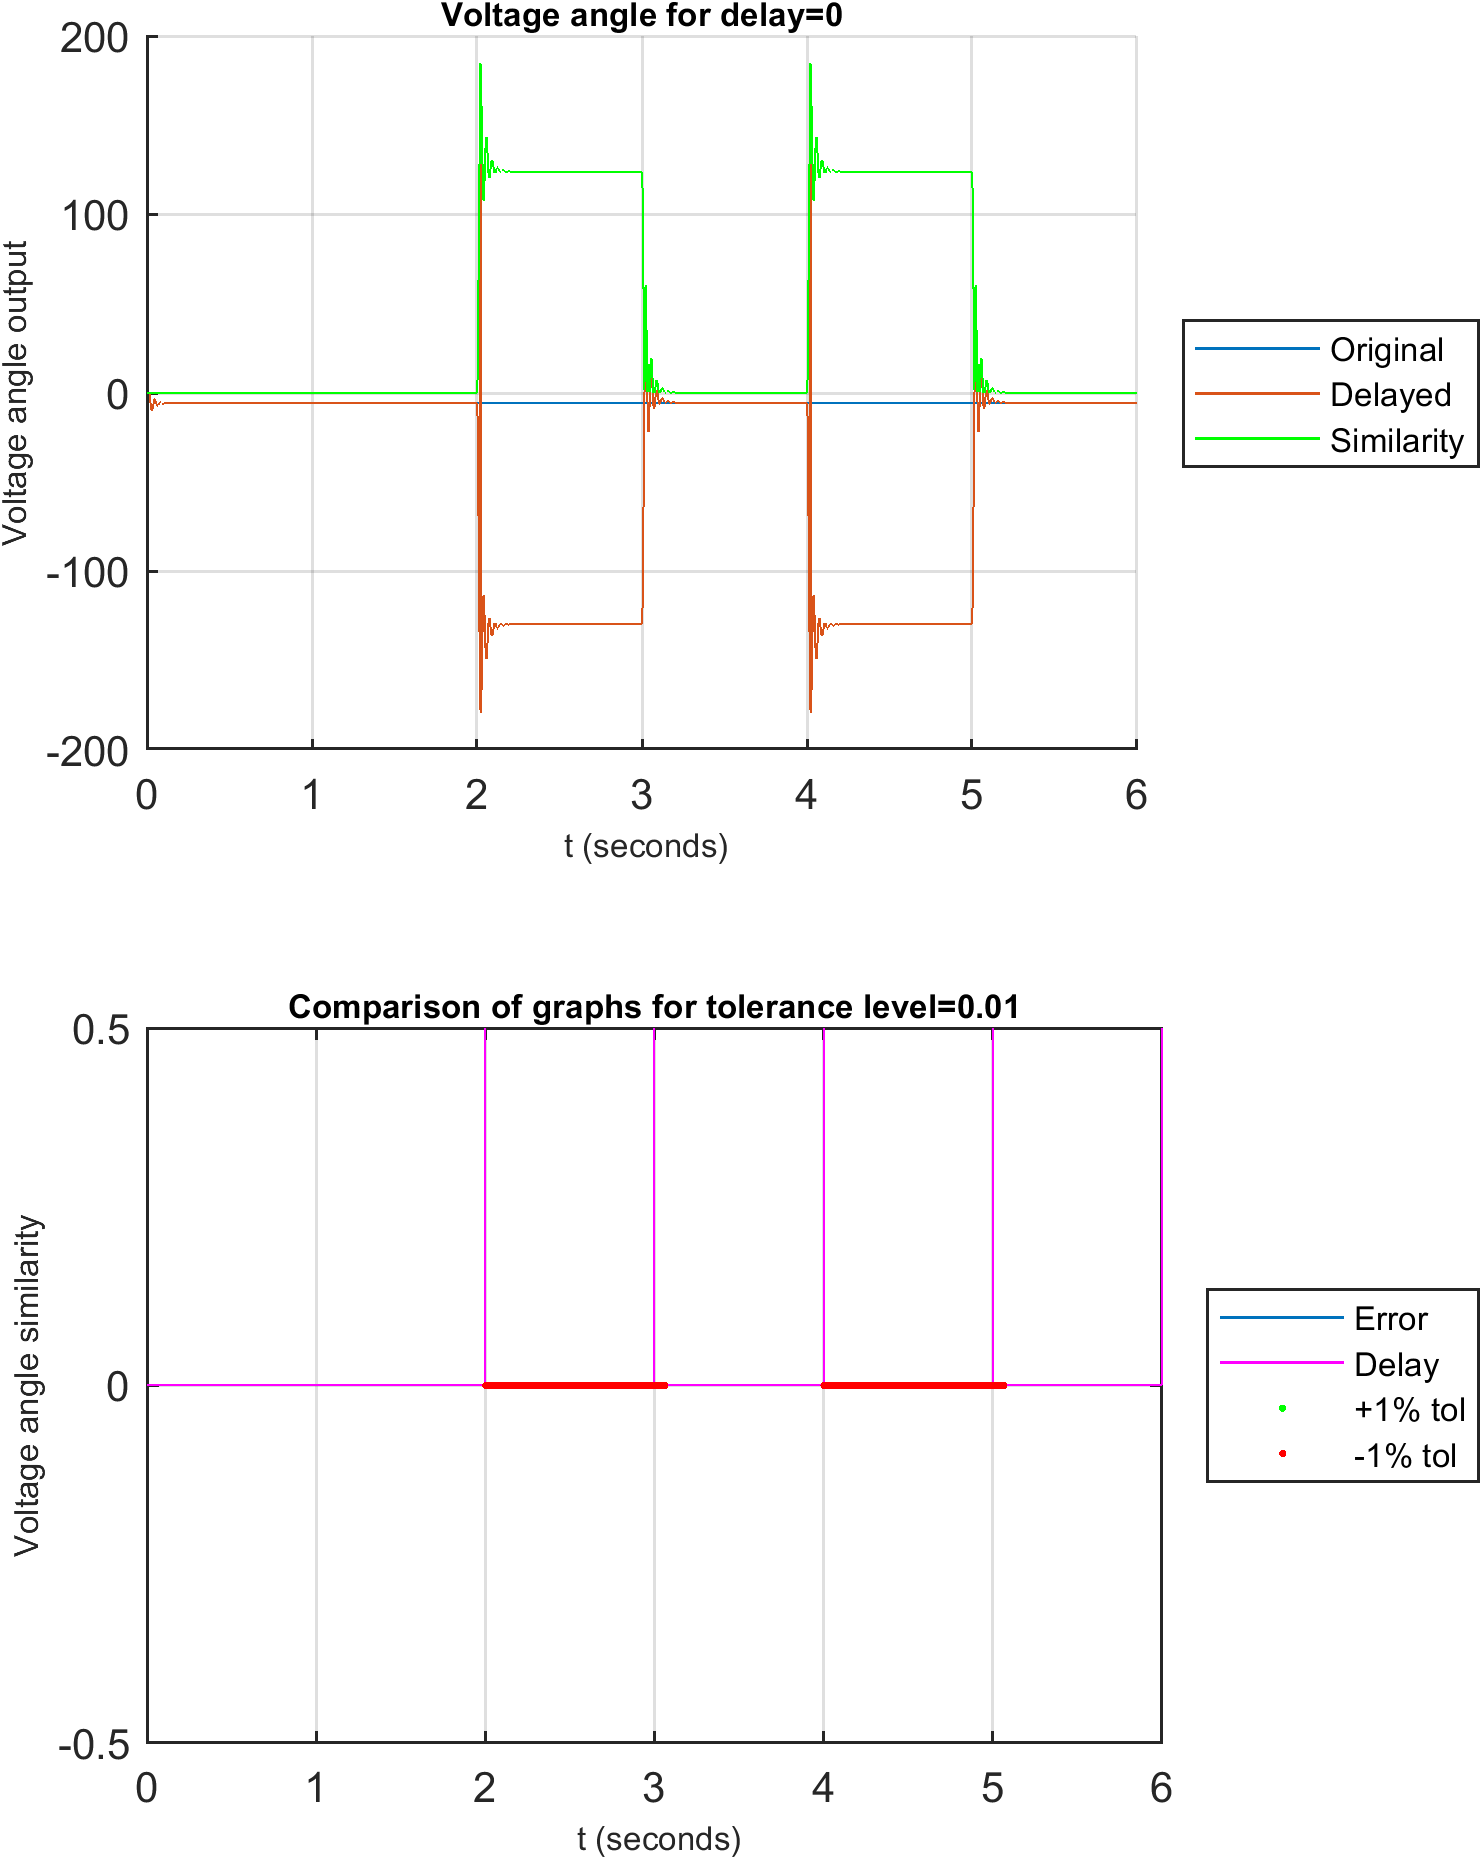 Voltage angle for delay=0
200
100
0
-100
-200
Voltage angle output
0 1 2 3 4 5 6
t (seconds)
Original
Delayed
Similarity
Comparison of graphs for tolerance level=0.01
0.5
0
-0.5
Voltage angle similarity
0 1 2 3 4 5 6
t (seconds)
Error
Delay
+1% tol
-1% tol